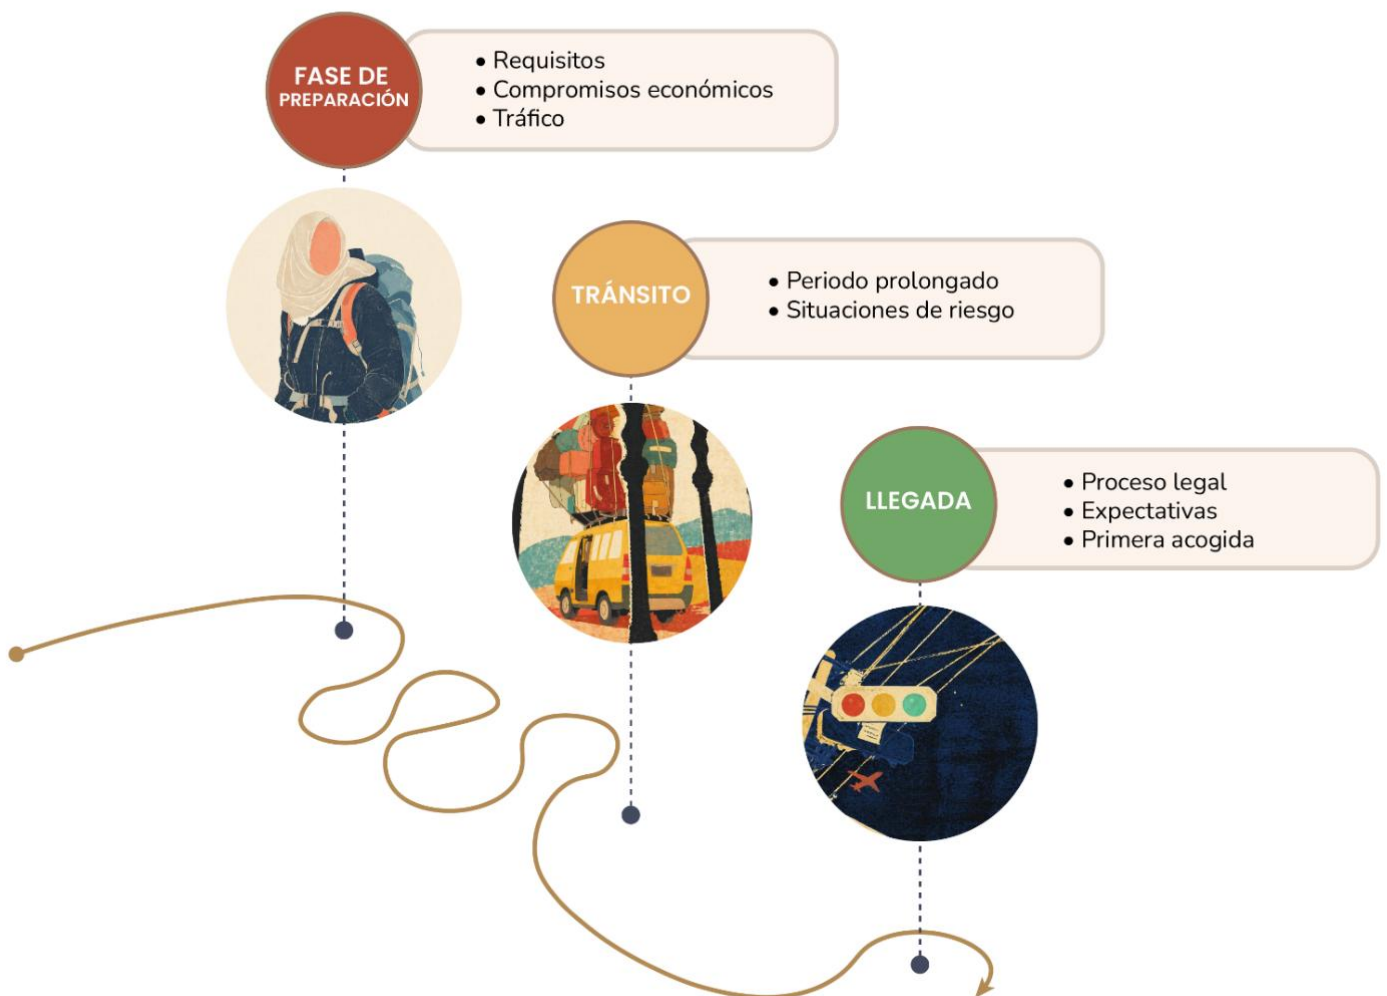 FASE DE
PREPARACIÓN
• Requisitos
• Compromisos económicos
• Tráfico
TRÁNSITO
• Periodo prolongado
• Situaciones de riesgo
LLEGADA
• Proceso legal
• Expectativas
• Primera acogida